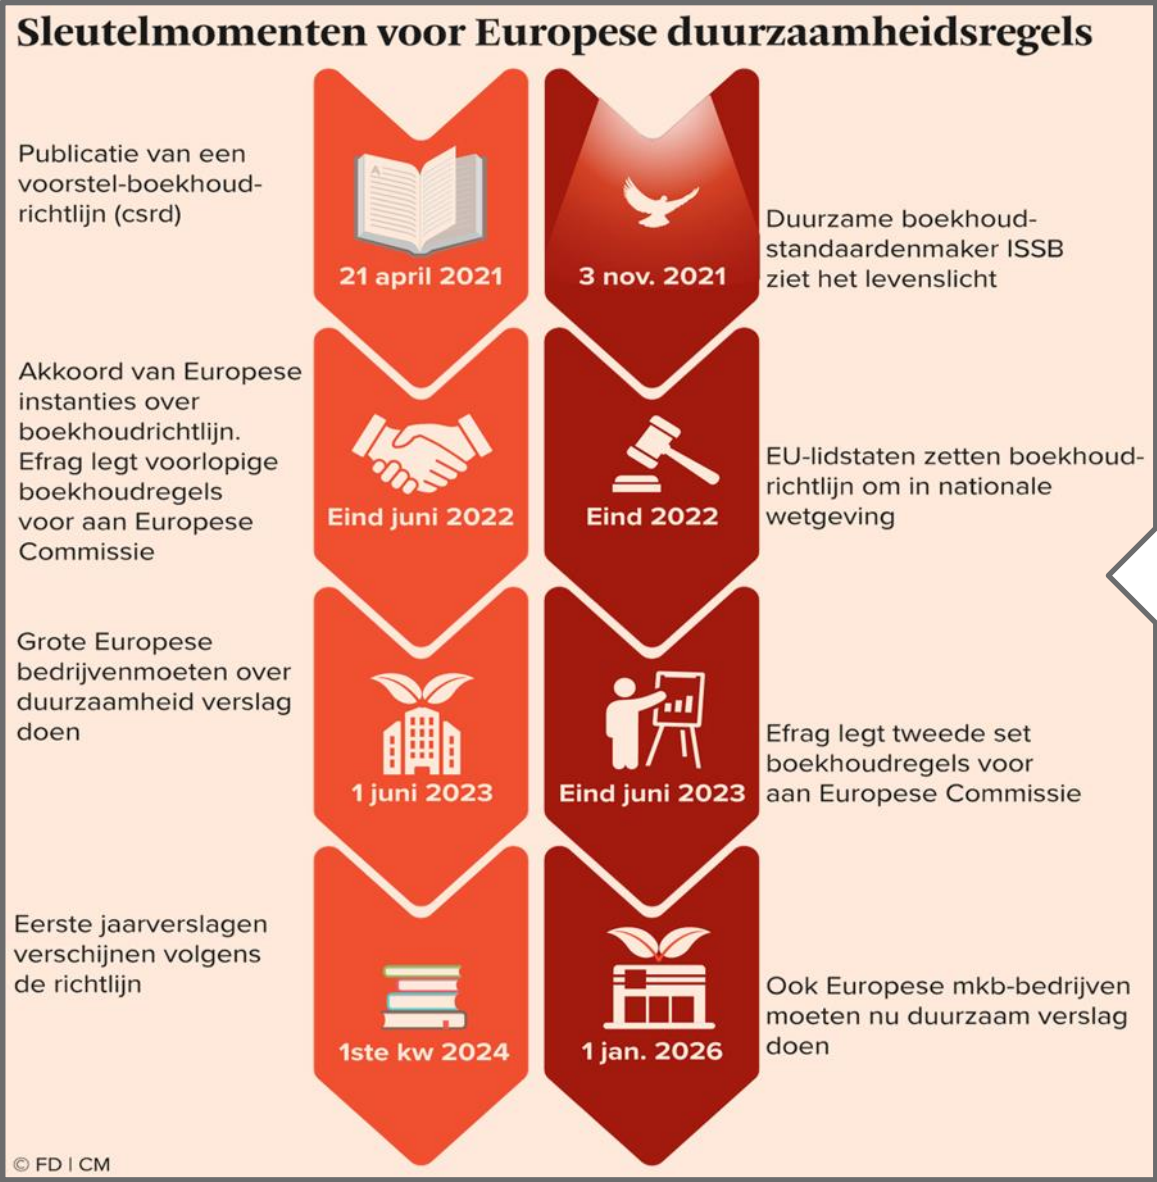 Sleutelmomenten voor Europese duurzaamheidsregels
Publicatie van een
voorstel-boekhoud-
richtlijn (csrd)
21 april 2021
3 nov. 2021
Duurzame boekhoud-
standaardenmaker ISSB
ziet het levenslicht
Akkoord van Europese
instanties over
boekhoudrichtlijn.
Efrag legt voorlopige
boekhoudregels
voor aan Europese
Commissie
Eind juni 2022
Eind 2022
EU-lidstaten zetten boekhoud-
richtlijn om in nationale
wetgeving
Grote Europese
bedrijvenmoeten over
duurzaamheid verslag
doen
1 juni 2023
Eind juni 2023
Efrag legt tweede set
boekhoudregels voor
aan Europese Commissie
Eerste jaarverslagen
verschijnen volgens
de richtlijn
1ste kw 2024
1 jan. 2026
Ook Europese mkb-bedrijven
moeten nu duurzaam verslag
doen
© FD | CM